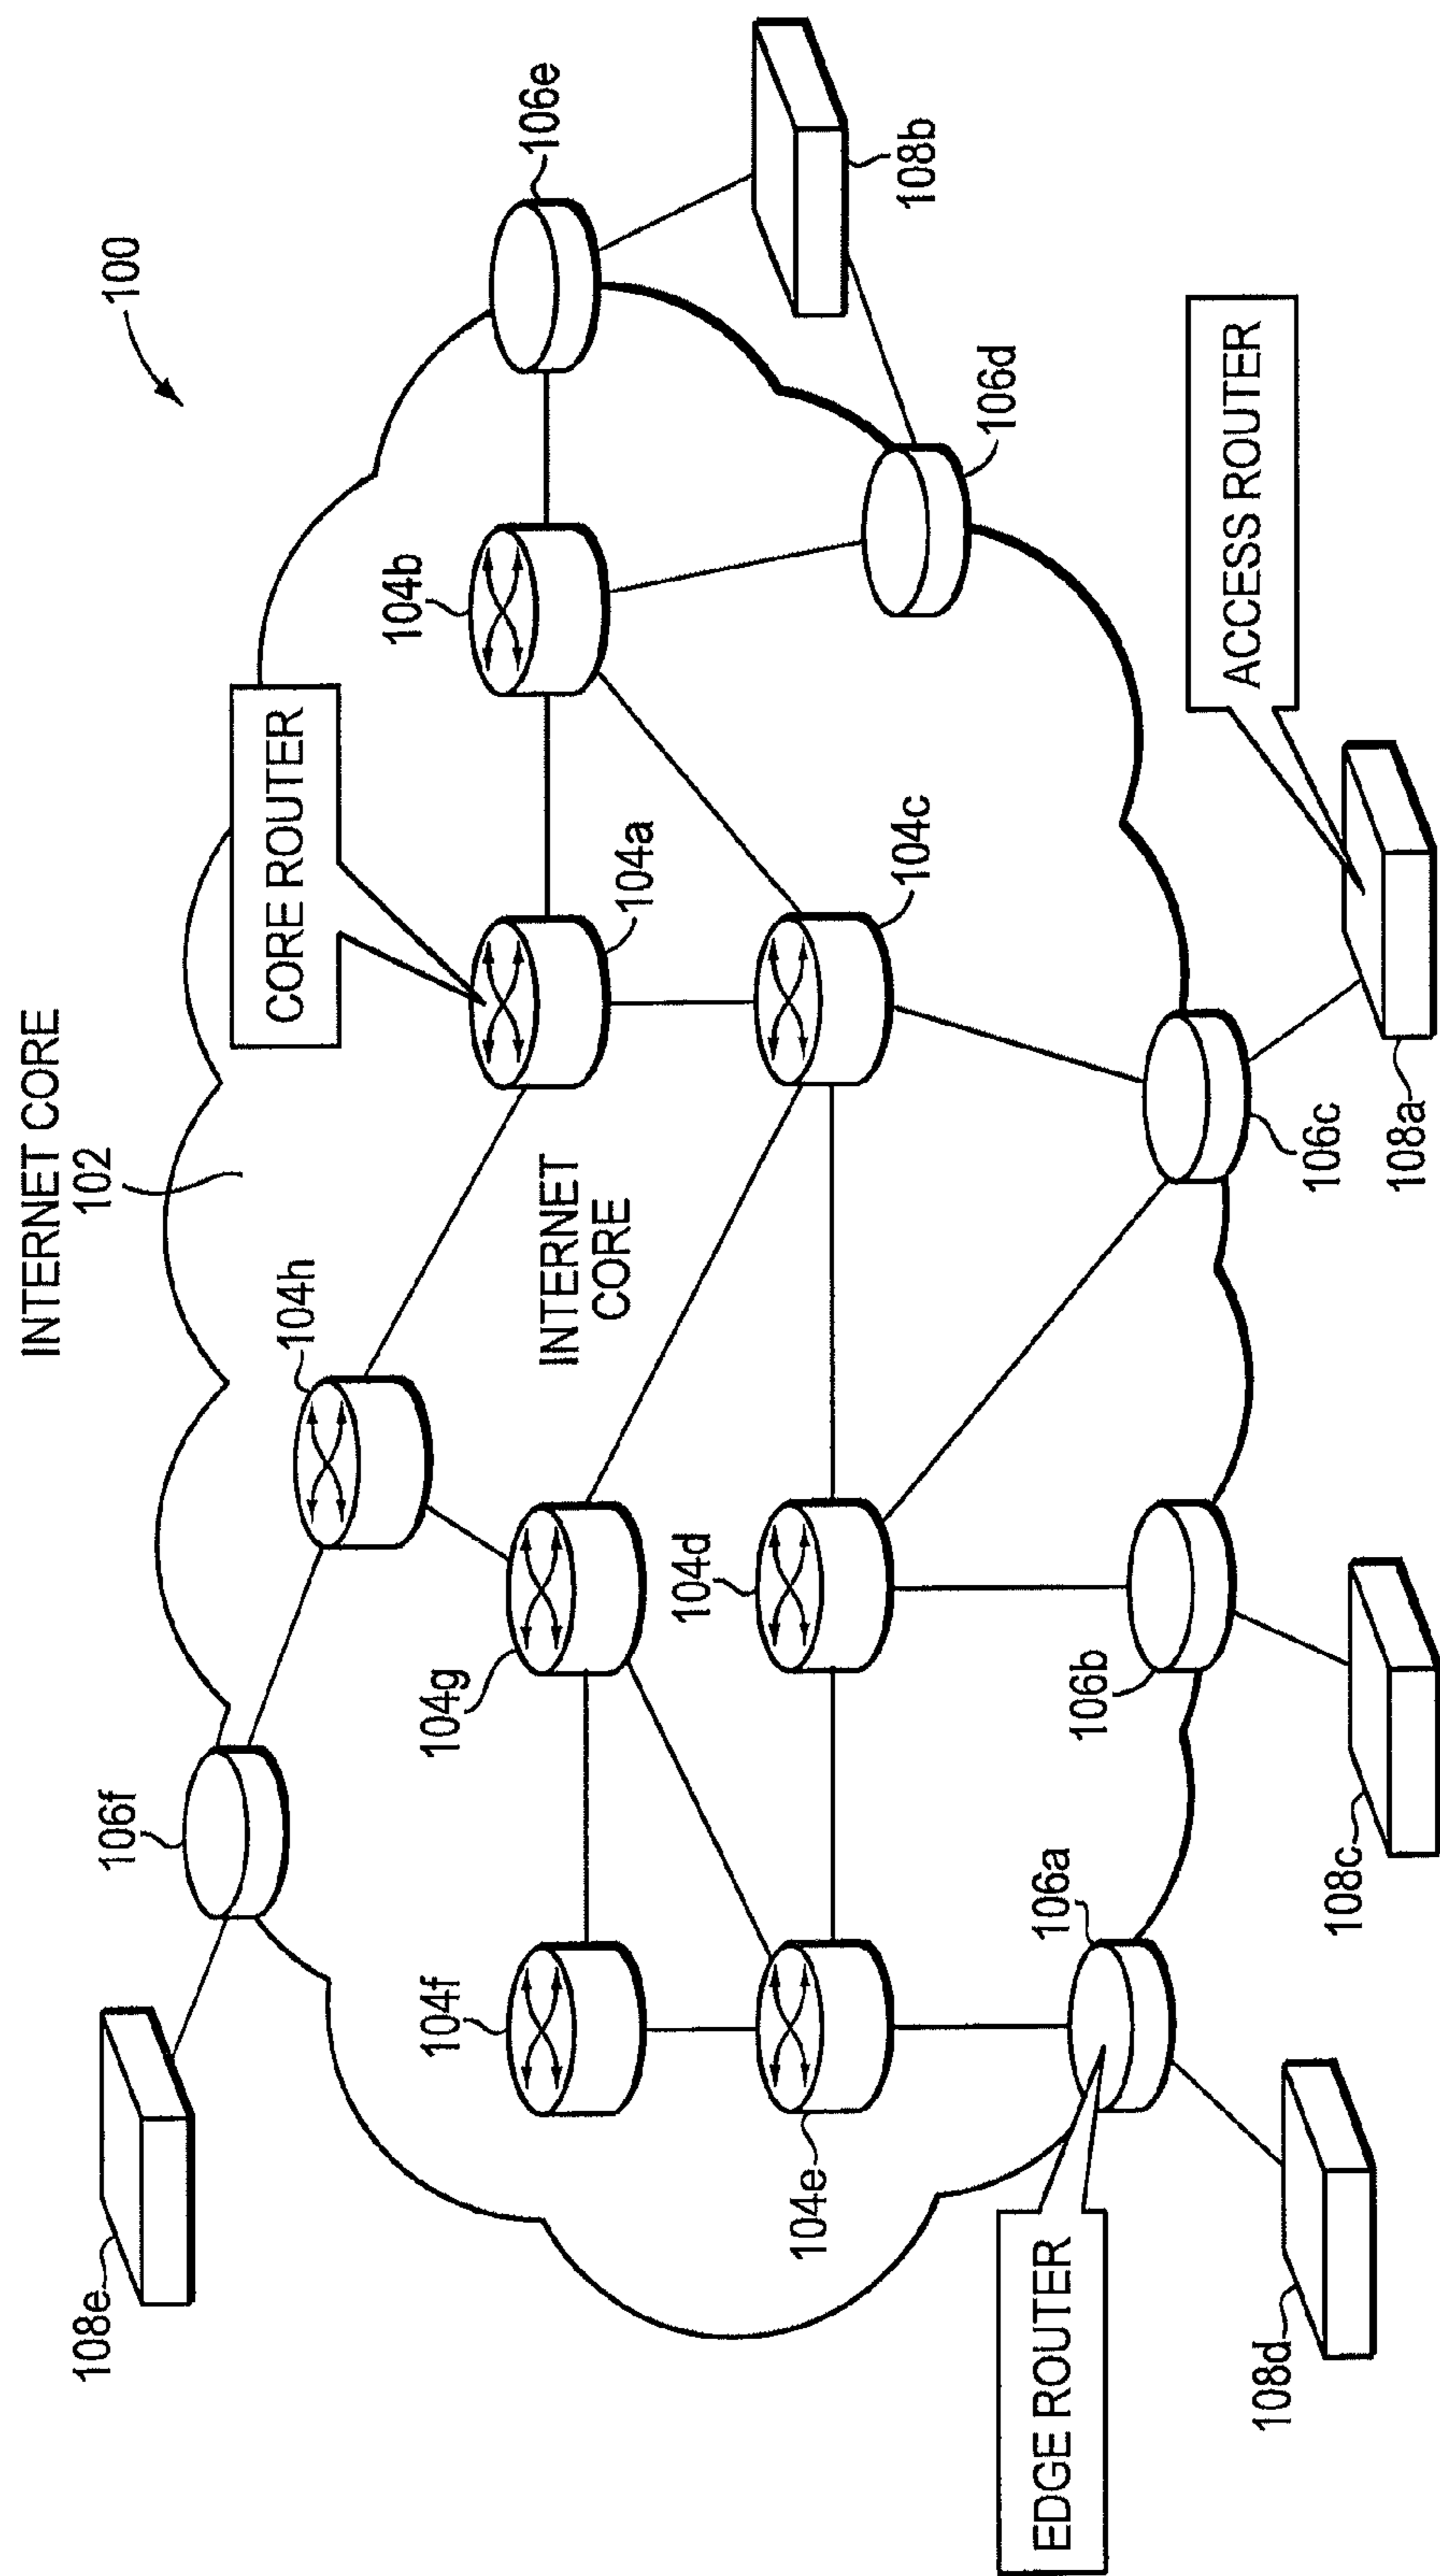 INTERNET CORE
102
100
106f
108e
104h
CORE ROUTER
104b
106e
104f
104g
INTERNET
CORE
104a
108b
104e
104d
104c
106d
EDGE ROUTER
106a
106b
106c
ACCESS ROUTER
108d
108c
108a